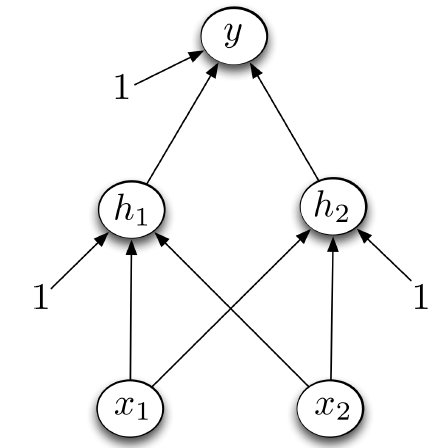 y
1
h₁ h₂
1 1
x₁ x₂